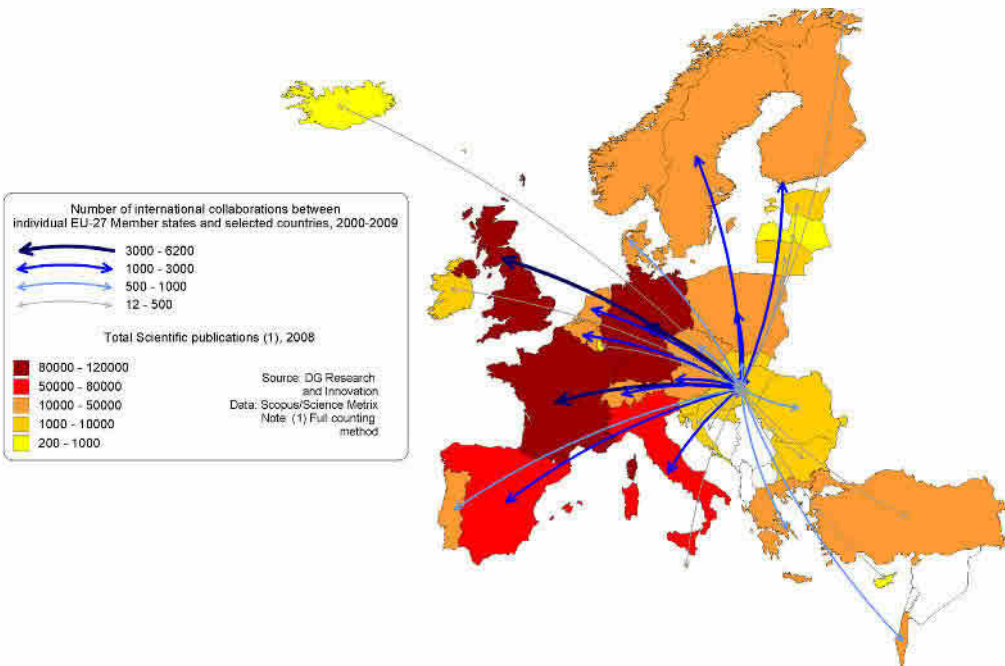 Number of international collaborations between
individual EU-27 Member states and selected countries, 2000-2009
3000 - 6200
1000 - 3000
500 - 1000
12 - 500
Total Scientific publications (1), 2008
80000 - 120000
50000 - 80000
10000 - 50000
1000 - 10000
200 - 1000
Source: DG Research
and Innovation
Data: Scopus/Science Metrix
Note: (1) Full counting
method